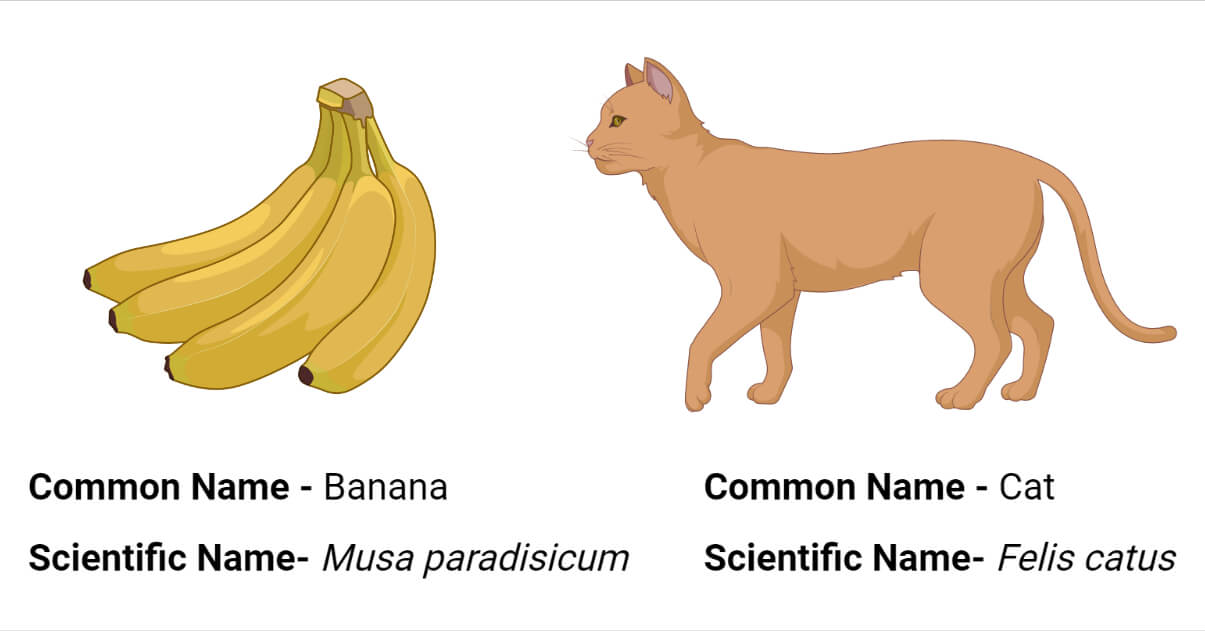 Common Name - Banana
Scientific Name- Musa paradisicum
Common Name - Cat
Scientific Name- Felis catus